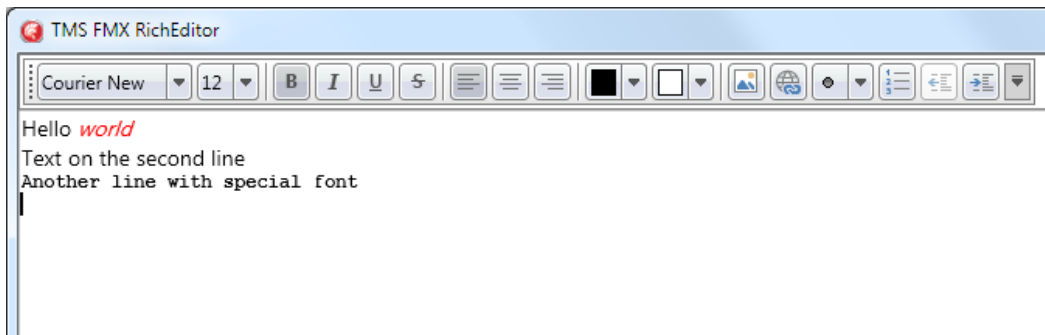 TMS FMX RichEditor
Courier New 12 B I U S
Hello world
Text on the second line
Another line with special font